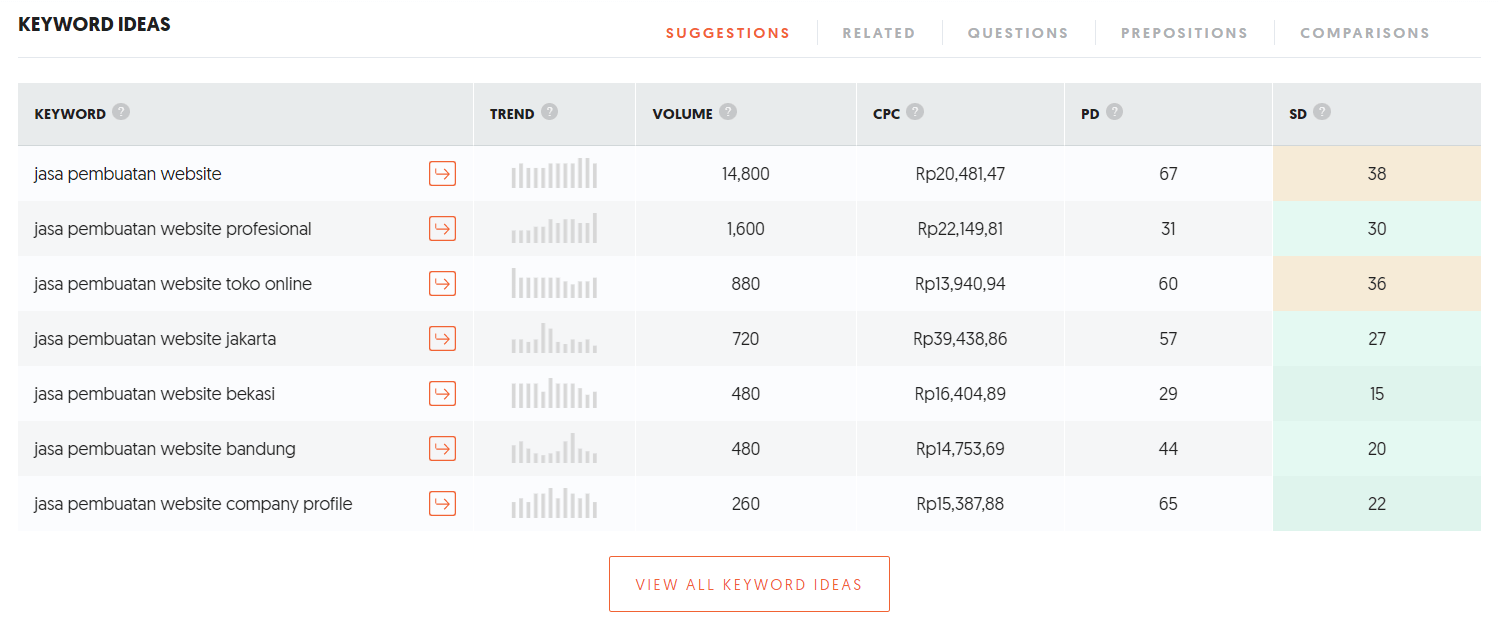 KEYWORD IDEAS
SUGGESTIONS RELATED QUESTIONS PREPOSITIONS COMPARISONS
KEYWORD ? TREND ? VOLUME ? CPC ? PD ? SD ?
jasa pembuatan website 14,800 Rp20,481,47 67 38
jasa pembuatan website profesional 1,600 Rp22,149,81 31 30
jasa pembuatan website toko online 880 Rp13,940,94 60 36
jasa pembuatan website jakarta 720 Rp39,438,86 57 27
jasa pembuatan website bekasi 480 Rp16,404,89 29 15
jasa pembuatan website bandung 480 Rp14,753,69 44 20
jasa pembuatan website company profile 260 Rp15,387,88 65 22
VIEW ALL KEYWORD IDEAS